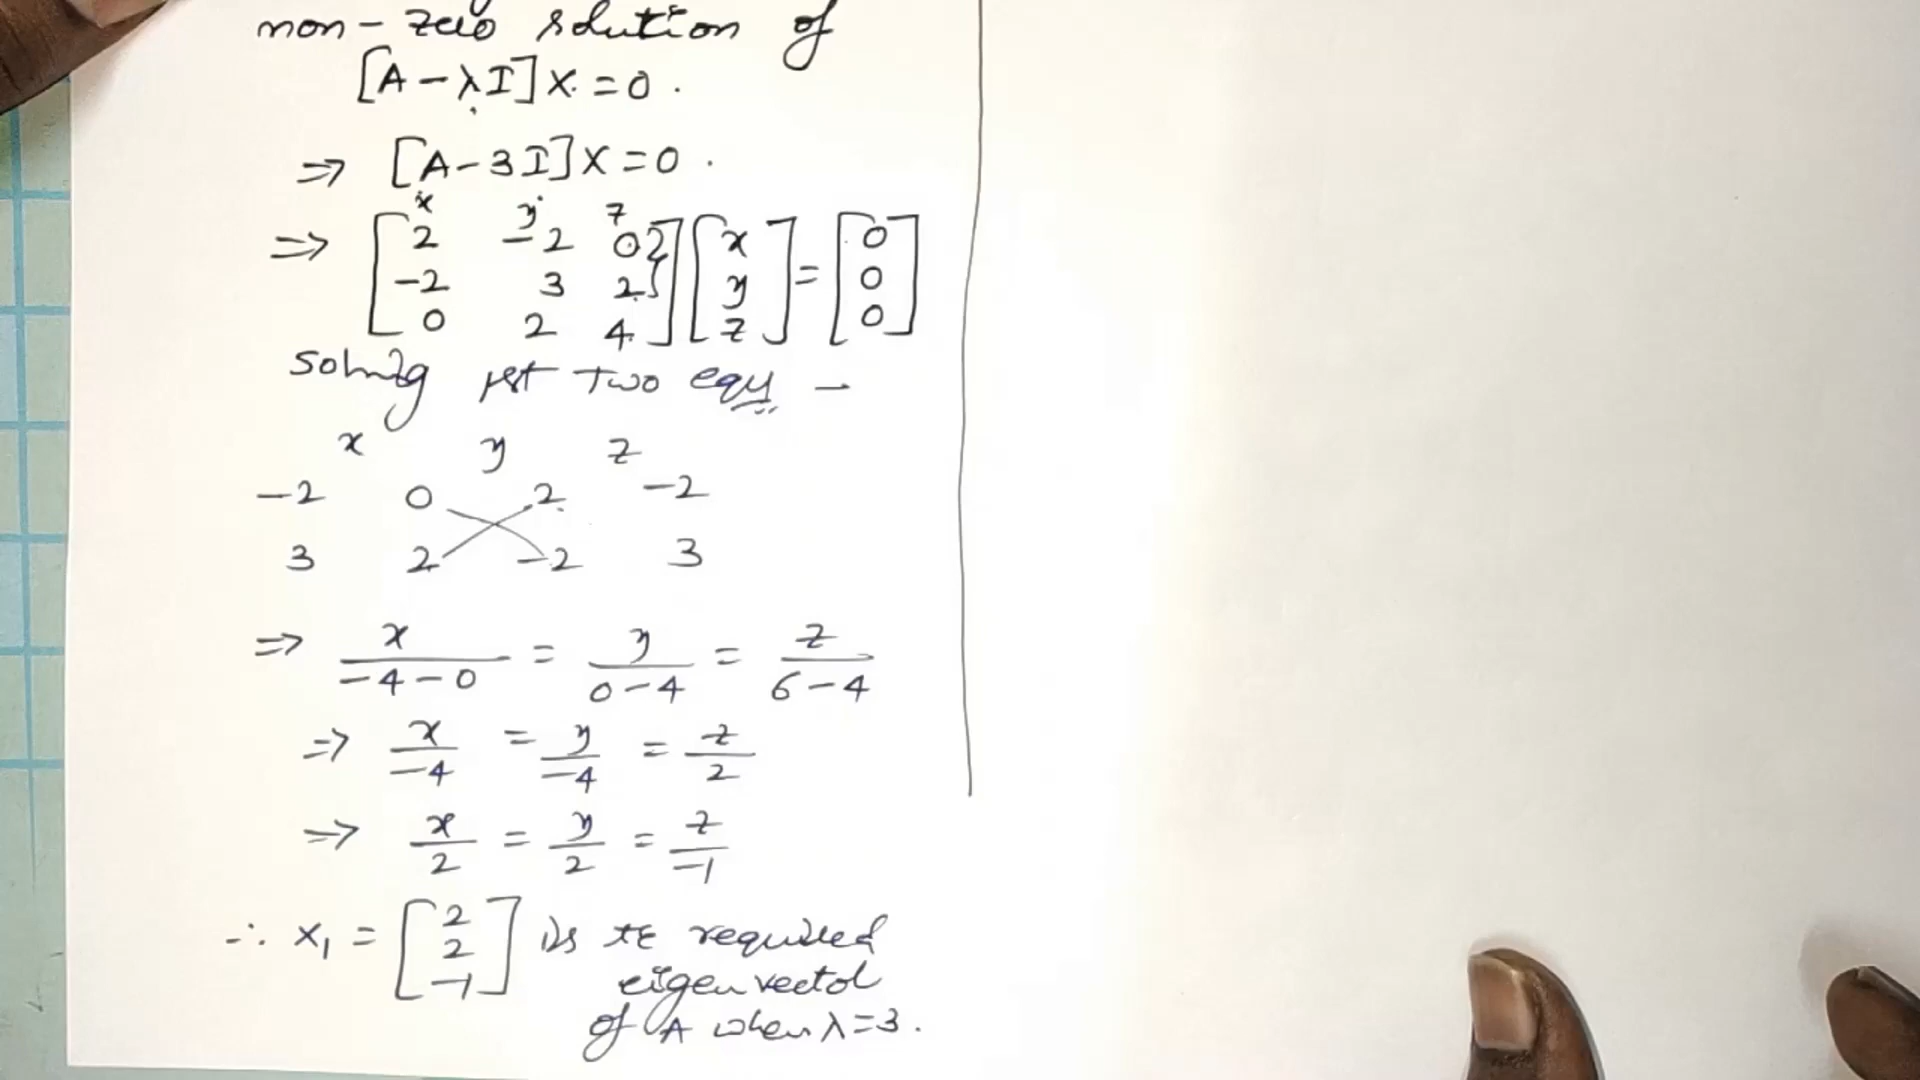 non-zero solution of
[A-λI]X=0.
⇒ [A-3I]X=0.
x y z
⇒ [2 -2 0
-2 3 2
0 2 4] [x
y
z] = [0
0
0]
Solving 1st two eqy -
x y z
-2 0 2 -2
3 2 -2 3
⇒ x/(-4-0) = y/(0-4) = z/(6-4)
⇒ x/-4 = y/-4 = z/2
⇒ x/2 = y/2 = z/-1
∴ X₁ = [2
2
-1] is the required
eigen vector
of A when λ=3.